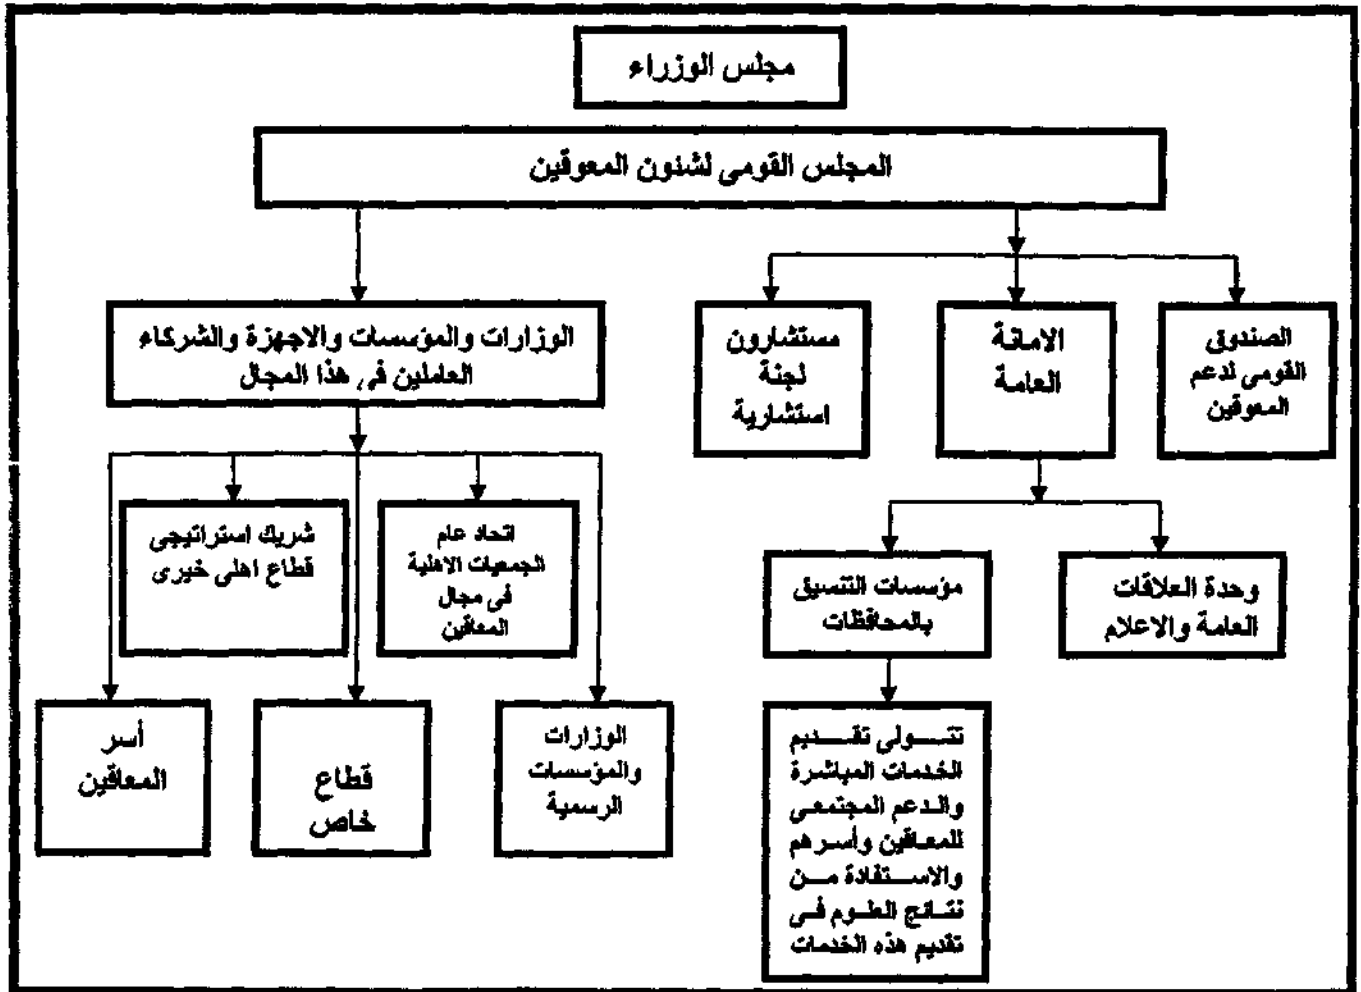 مجلس الوزراء
المجلس القومى لشئون المعوقين
الصندوق
القومى لدعم
المعوقين
الامانة
العامة
مستشارون
لجنة
استشارية
الوزارات والمؤسسات والاجهزة والشركاء
العاملين فى هذا المجال
وحدة العلاقات
العامة والاعلام
مؤسسات التنسيق
بالمحافظات
اتحاد عام
الجمعيات الاهلية
فى مجال
المعاقين
شريك استراتيجى
قطاع اهلى خيرى
تتولى تقديم
الخدمات المباشرة
والدعم المجتمعى
للمعاقين وأسرهم
والاستفادة من
نتائج العلوم فى
تقديم هذه الخدمات
الوزارات
والمؤسسات
الرسمية
قطاع
خاص
أسر
المعاقين